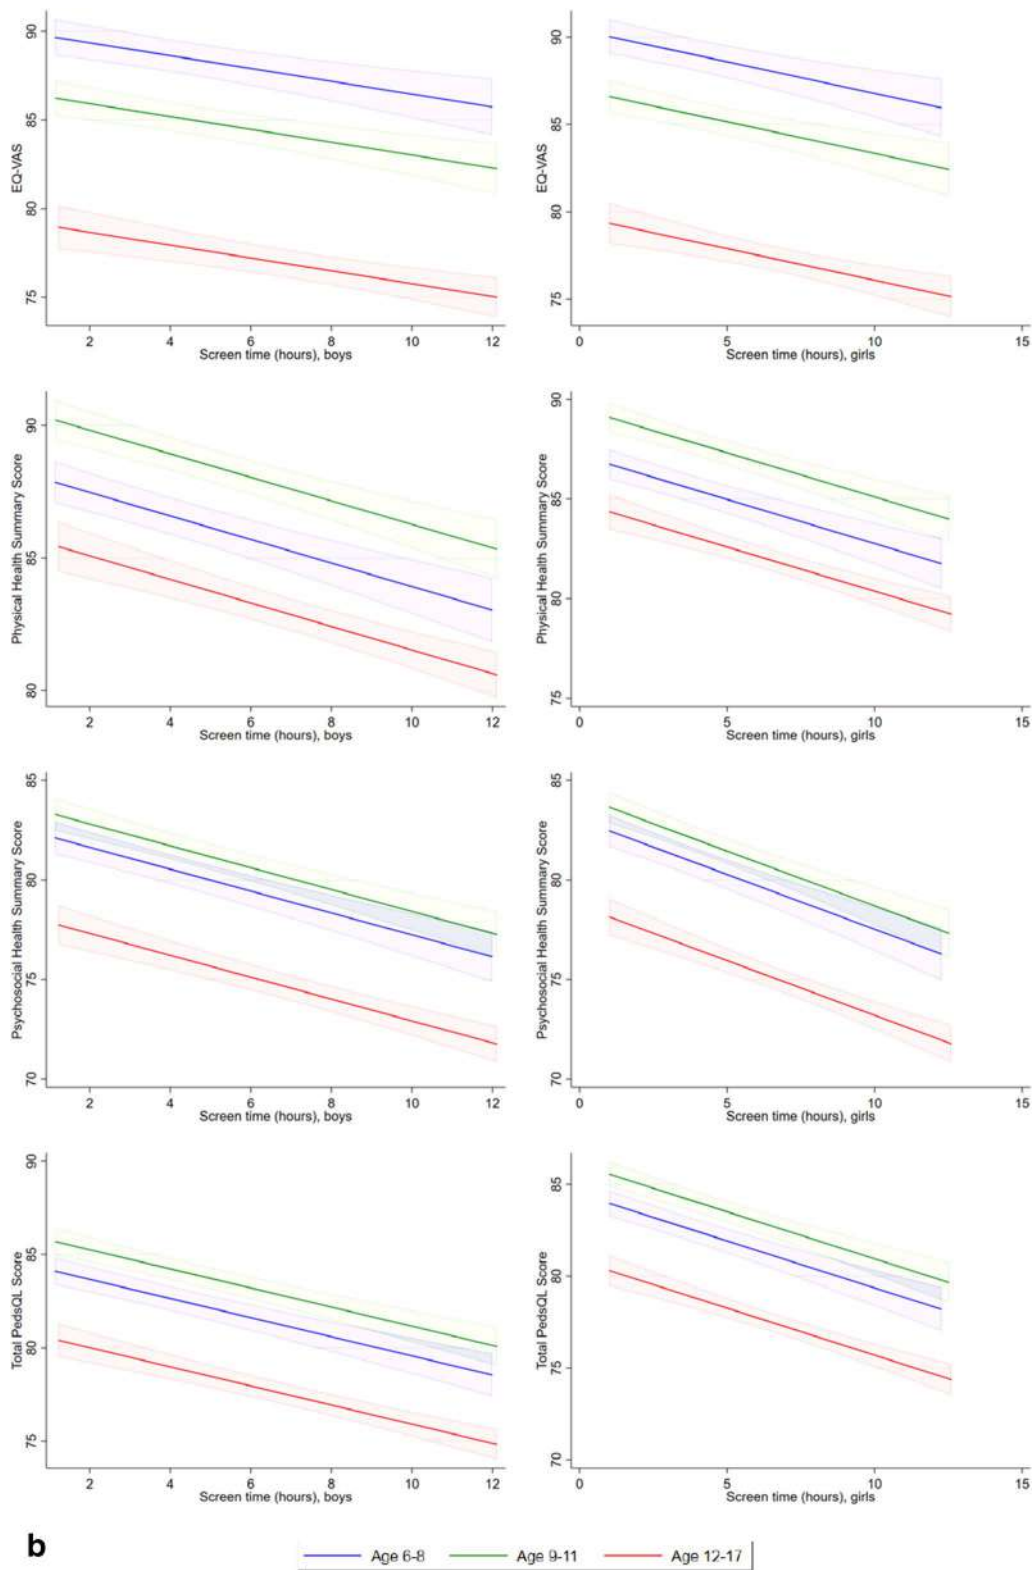 EQ-VAS
90
85
80
75
2 4 6 8 10 12
Screen time (hours), boys
EQ-VAS
90
85
80
75
0 5 10 15
Screen time (hours), girls
Physical Health Summary Score
90
85
80
2 4 6 8 10 12
Screen time (hours), boys
Physical Health Summary Score
90
85
80
75
0 5 10 15
Screen time (hours), girls
Psychosocial Health Summary Score
85
80
75
70
2 4 6 8 10 12
Screen time (hours), boys
Psychosocial Health Summary Score
85
80
75
70
0 5 10 15
Screen time (hours), girls
Total PedsQL Score
90
85
80
75
2 4 6 8 10 12
Screen time (hours), boys
Total PedsQL Score
85
80
75
70
0 5 10 15
Screen time (hours), girls
b
Age 6-8 Age 9-11 Age 12-17